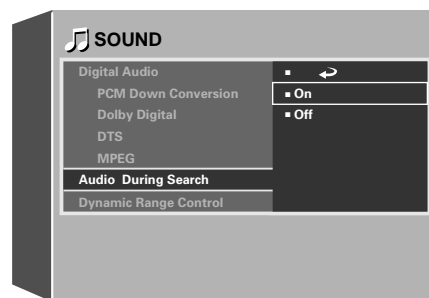 SOUND
Digital Audio
PCM Down Conversion
Dolby Digital
DTS
MPEG
Audio During Search
Dynamic Range Control
On
Off